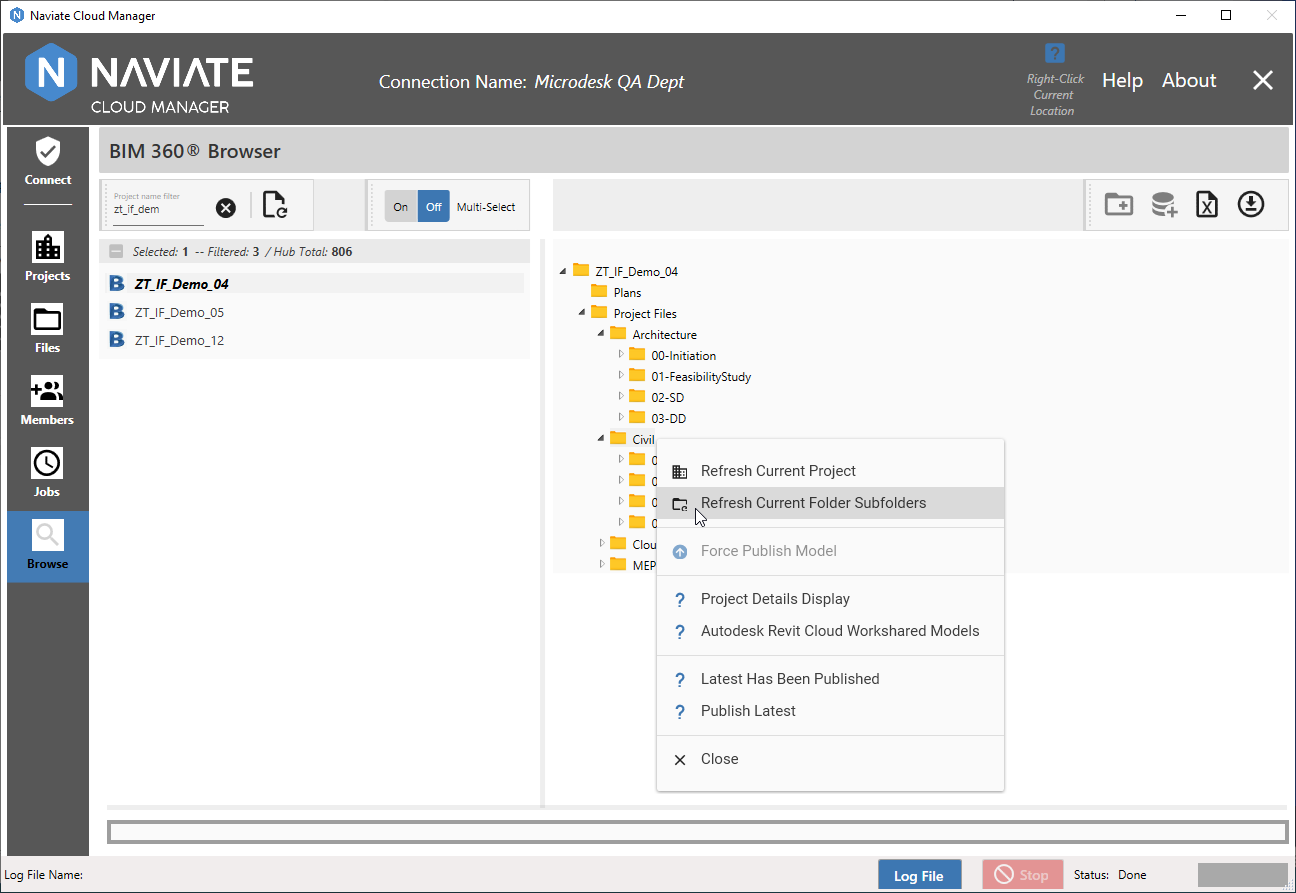 Naviate Cloud Manager
NAVIATE
CLOUD MANAGER
Connection Name: Microdesk QA Dept
Right-Click
Current
Location
Help
About
Connect
Projects
Files
Members
Jobs
Browse
BIM 360® Browser
Project name filter
zt_if_dem
On
Off
Multi-Select
Selected: 1 -- Filtered: 3 / Hub Total: 806
ZT_IF_Demo_04
ZT_IF_Demo_05
ZT_IF_Demo_12
ZT_IF_Demo_04
Plans
Project Files
Architecture
00-Initiation
01-FeasibilityStudy
02-SD
03-DD
Civil
0
0
0
0
Clou
MEP
Refresh Current Project
Refresh Current Folder Subfolders
Force Publish Model
Project Details Display
Autodesk Revit Cloud Workshared Models
Latest Has Been Published
Publish Latest
Close
Log File Name:
Log File
Stop
Status: Done